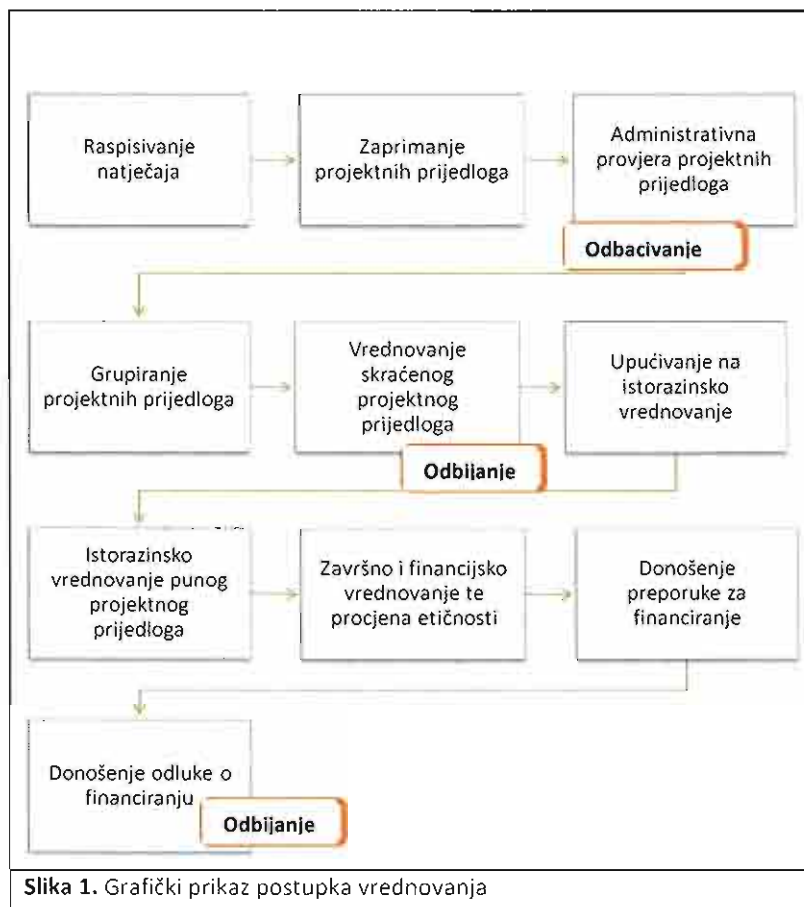 Raspisivanje
natječaja
Zaprimanje
projektnih prijedloga
Administrativna
provjera projektnih
prijedloga
Odbacivanje
Grupiranje
projektnih prijedloga
Vrednovanje
skraćenog
projektnog
prijedloga
Odbijanje
Upućivanje na
istorazinsko
vrednovanje
Istorazinsko
vrednovanje punog
projektnog
prijedloga
Završno i financijsko
vrednovanje te
procjena etičnosti
Donošenje
preporuke za
financiranje
Donošenje odluke o
financiranju
Odbijanje
Slika 1. Grafički prikaz postupka vrednovanja